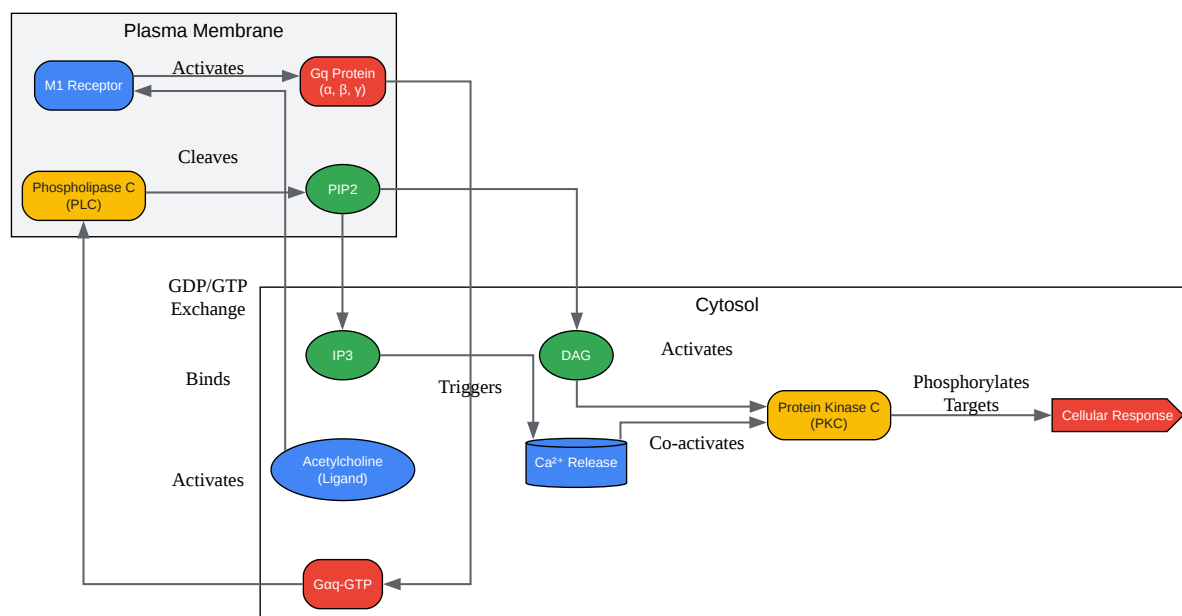 Plasma Membrane
M1 Receptor
Activates
Gq Protein
(α, β, γ)
Cleaves
Phospholipase C
(PLC)
PIP2
GDP/GTP
Exchange
Cytosol
IP3
DAG
Activates
Binds
Triggers
Protein Kinase C
(PKC)
Phosphorylates
Targets
Cellular Response
Co-activates
Acetylcholine
(Ligand)
Ca²⁺ Release
Activates
Gαq-GTP